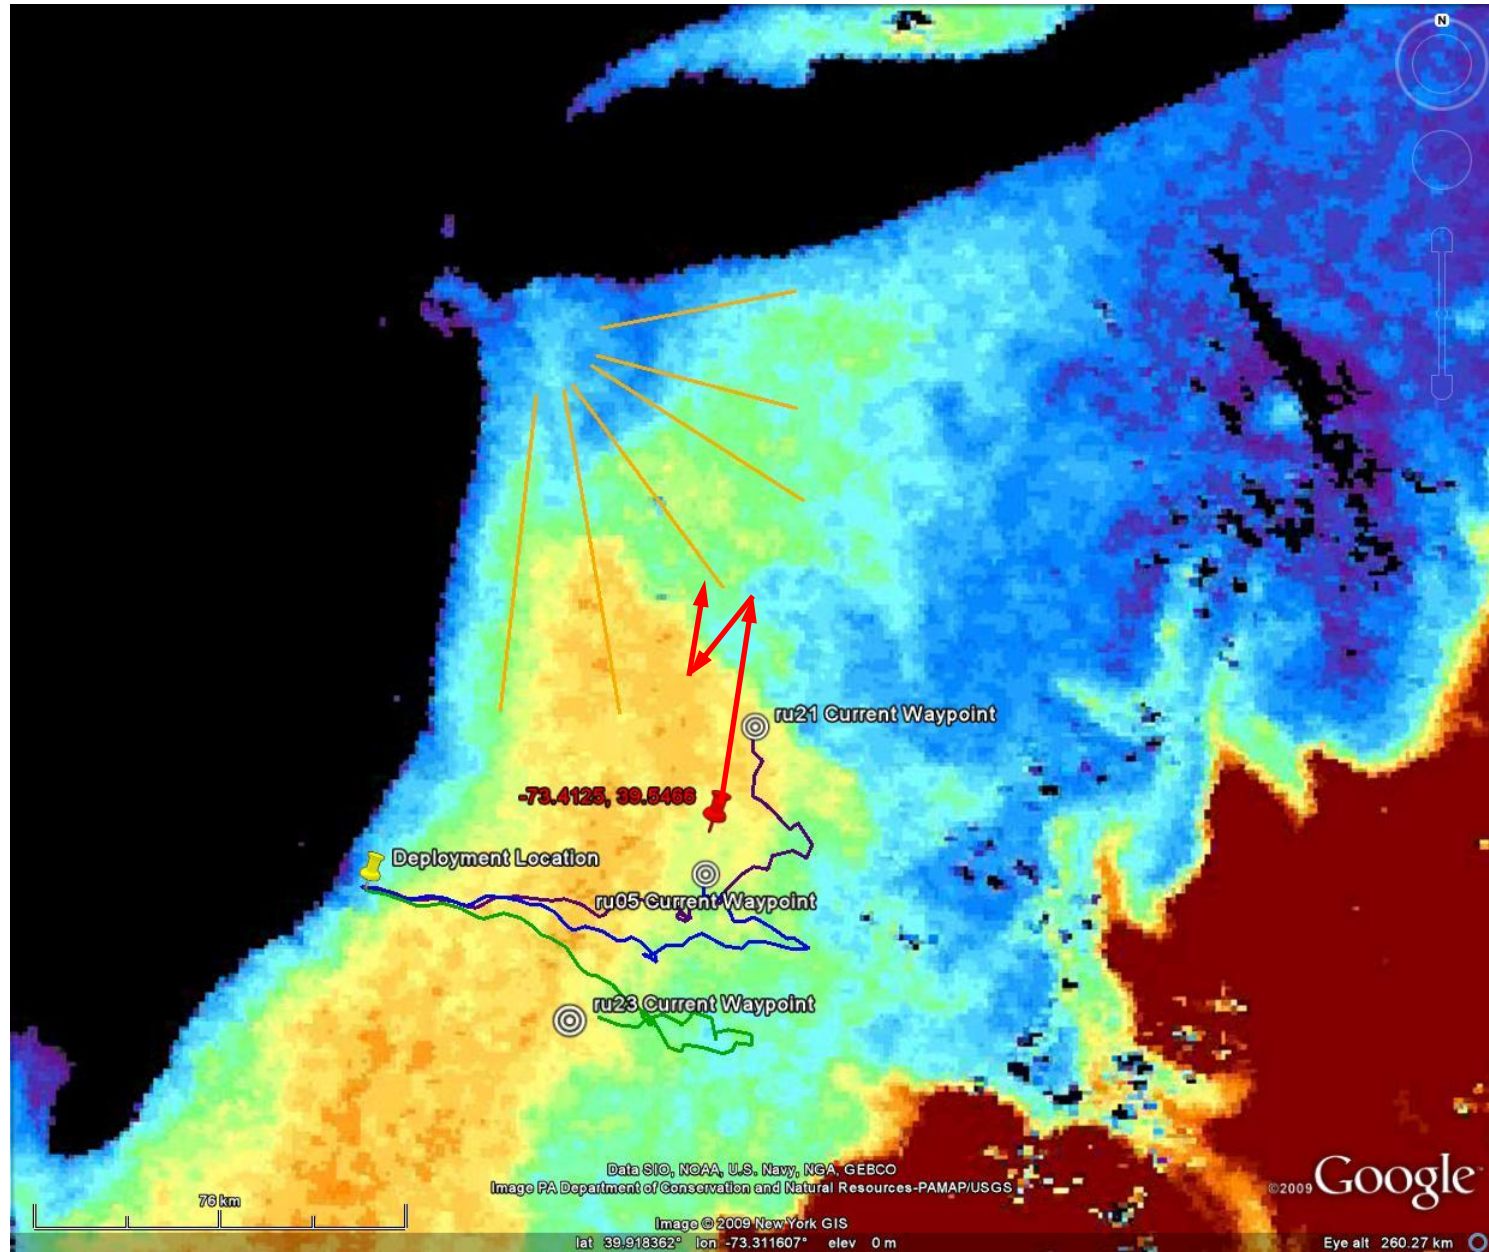 N
ru21 Current Waypoint
-73.4125, 39.5466
Deployment Location
ru05 Current Waypoint
ru23 Current Waypoint
Data SIO, NOAA, U.S. Navy, NGA, GEBCO
Image PA Department of Conservation and Natural Resources-PAMAP/USGS
©2009 Google
76 km
Image © 2009 New York GIS
lat 39.918362° lon -73.311607° elev 0 m
Eye alt 260.27 km